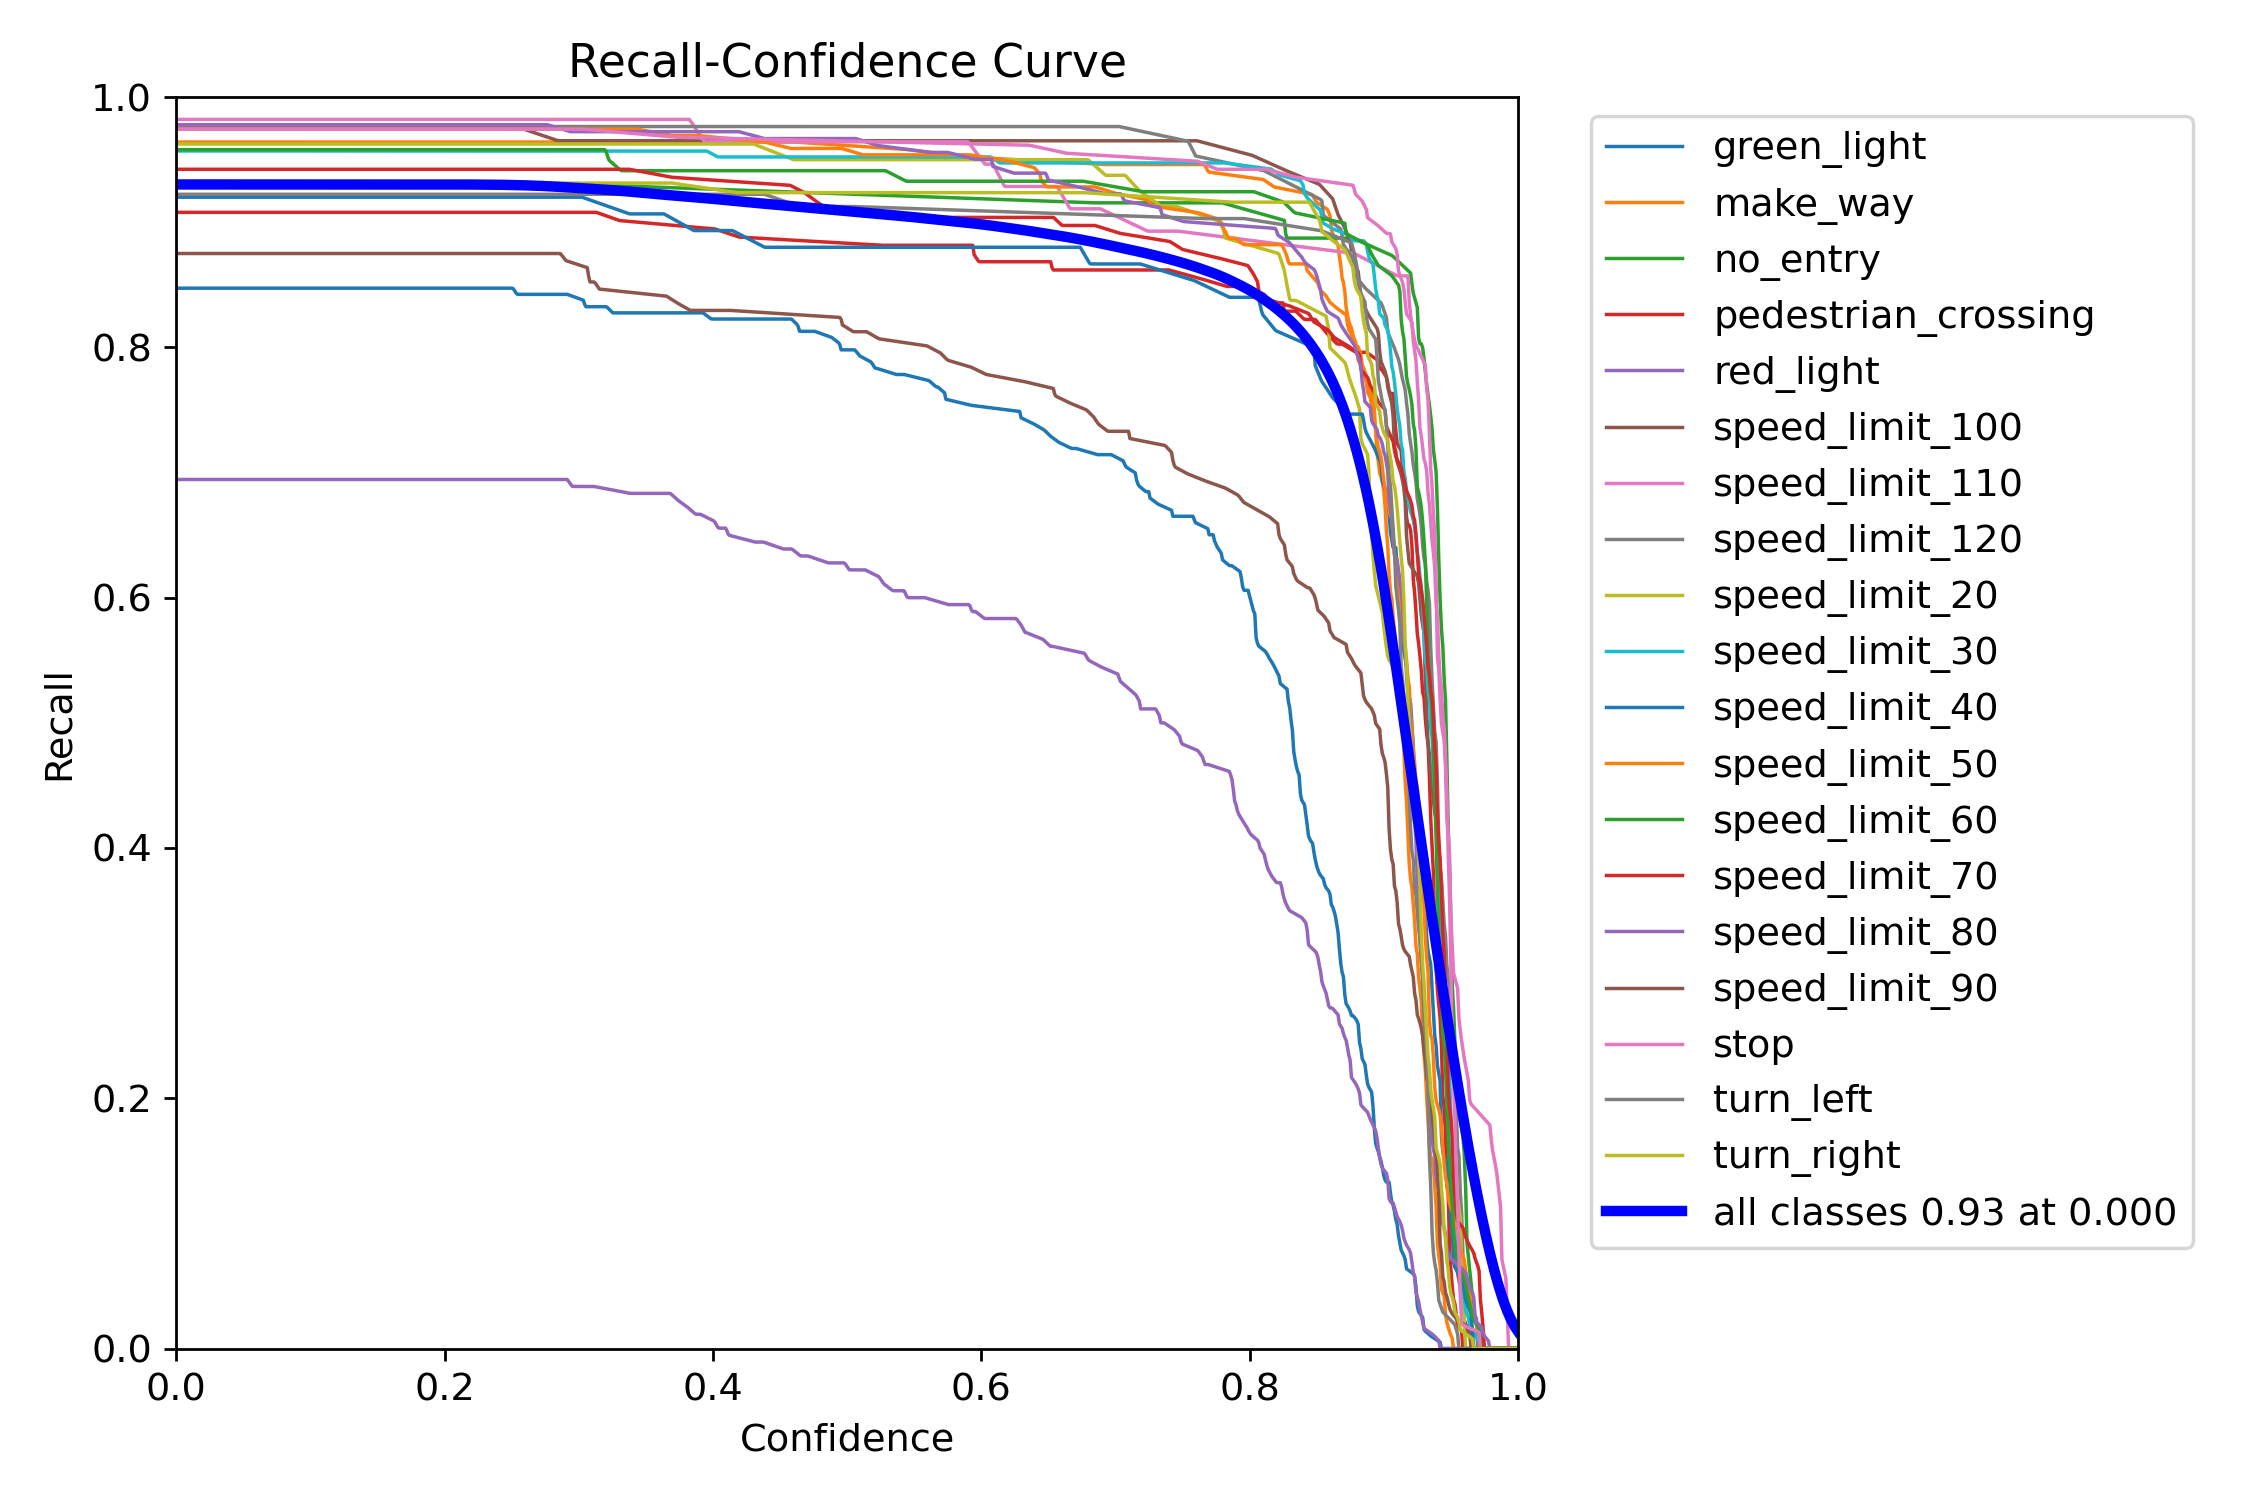 Recall-Confidence Curve
1.0
0.8
0.6
0.4
0.2
0.0
Recall
0.0 0.2 0.4 0.6 0.8 1.0
Confidence
green_light
make_way
no_entry
pedestrian_crossing
red_light
speed_limit_100
speed_limit_110
speed_limit_120
speed_limit_20
speed_limit_30
speed_limit_40
speed_limit_50
speed_limit_60
speed_limit_70
speed_limit_80
speed_limit_90
stop
turn_left
turn_right
all classes 0.93 at 0.000